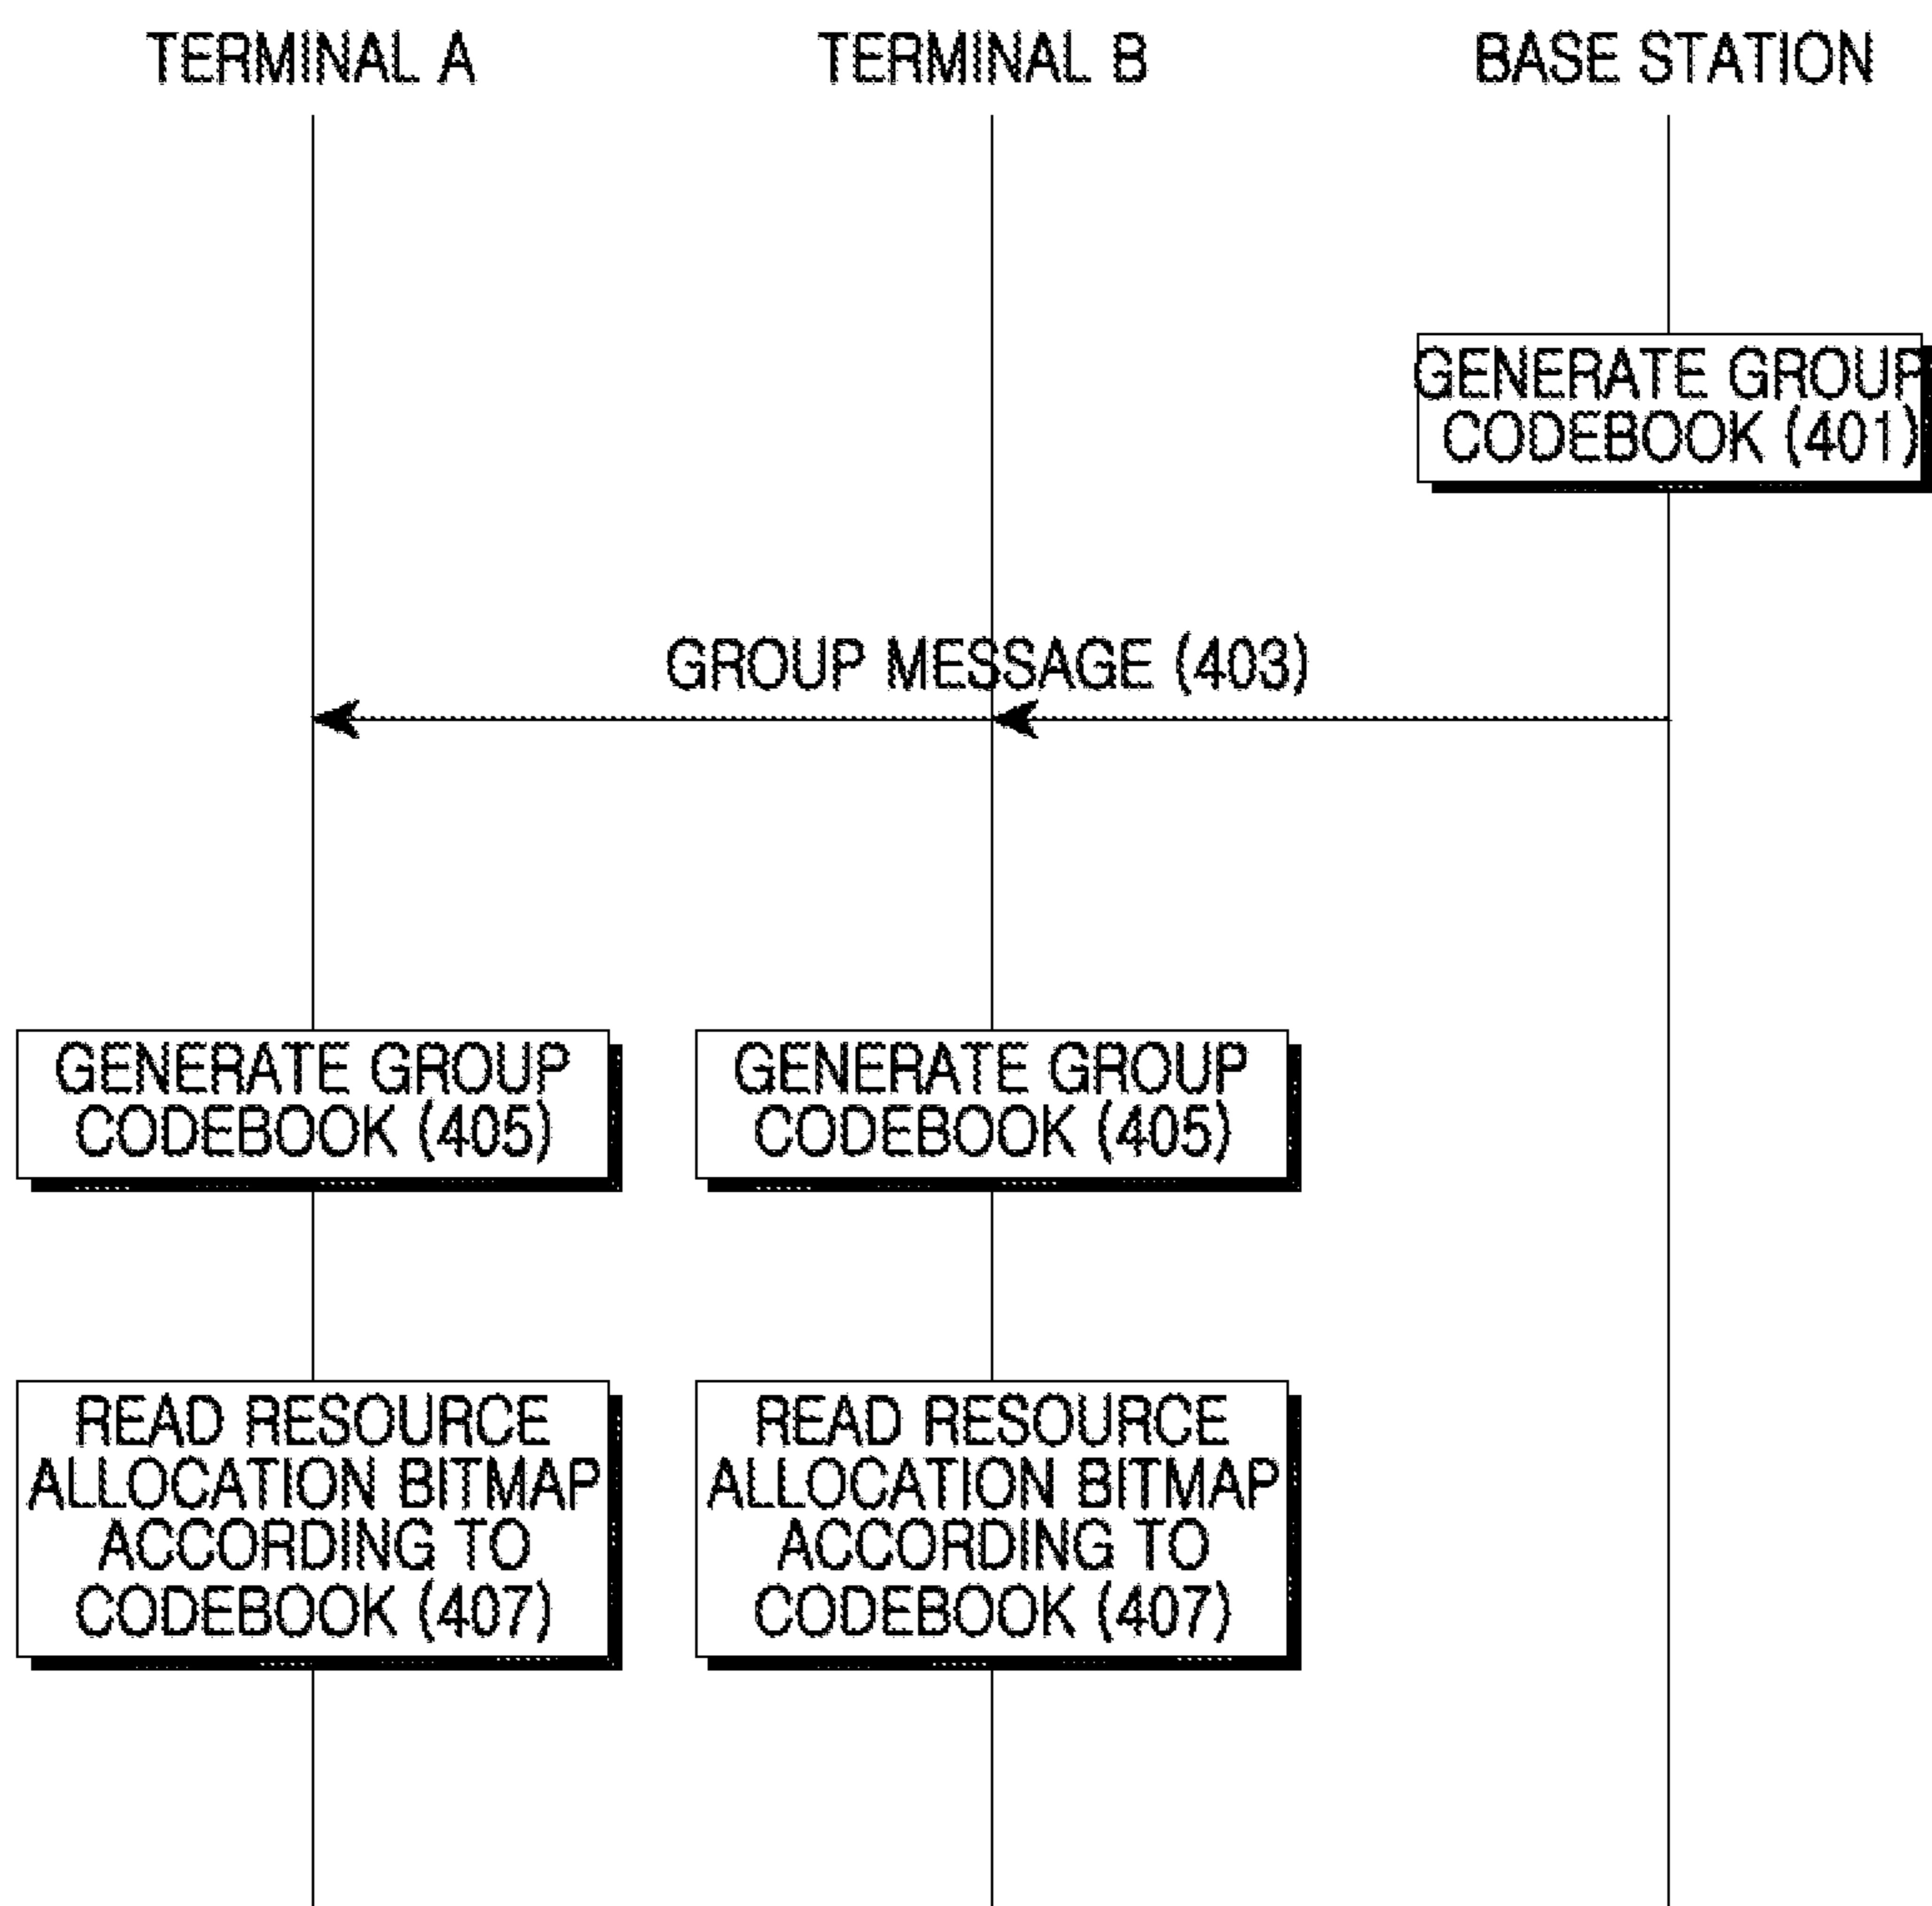 TERMINAL A
TERMINAL B
BASE STATION
GENERATE GROUP
CODEBOOK (401)
GROUP MESSAGE (403)
GENERATE GROUP
CODEBOOK (405)
GENERATE GROUP
CODEBOOK (405)
READ RESOURCE
ALLOCATION BITMAP
ACCORDING TO
CODEBOOK (407)
READ RESOURCE
ALLOCATION BITMAP
ACCORDING TO
CODEBOOK (407)